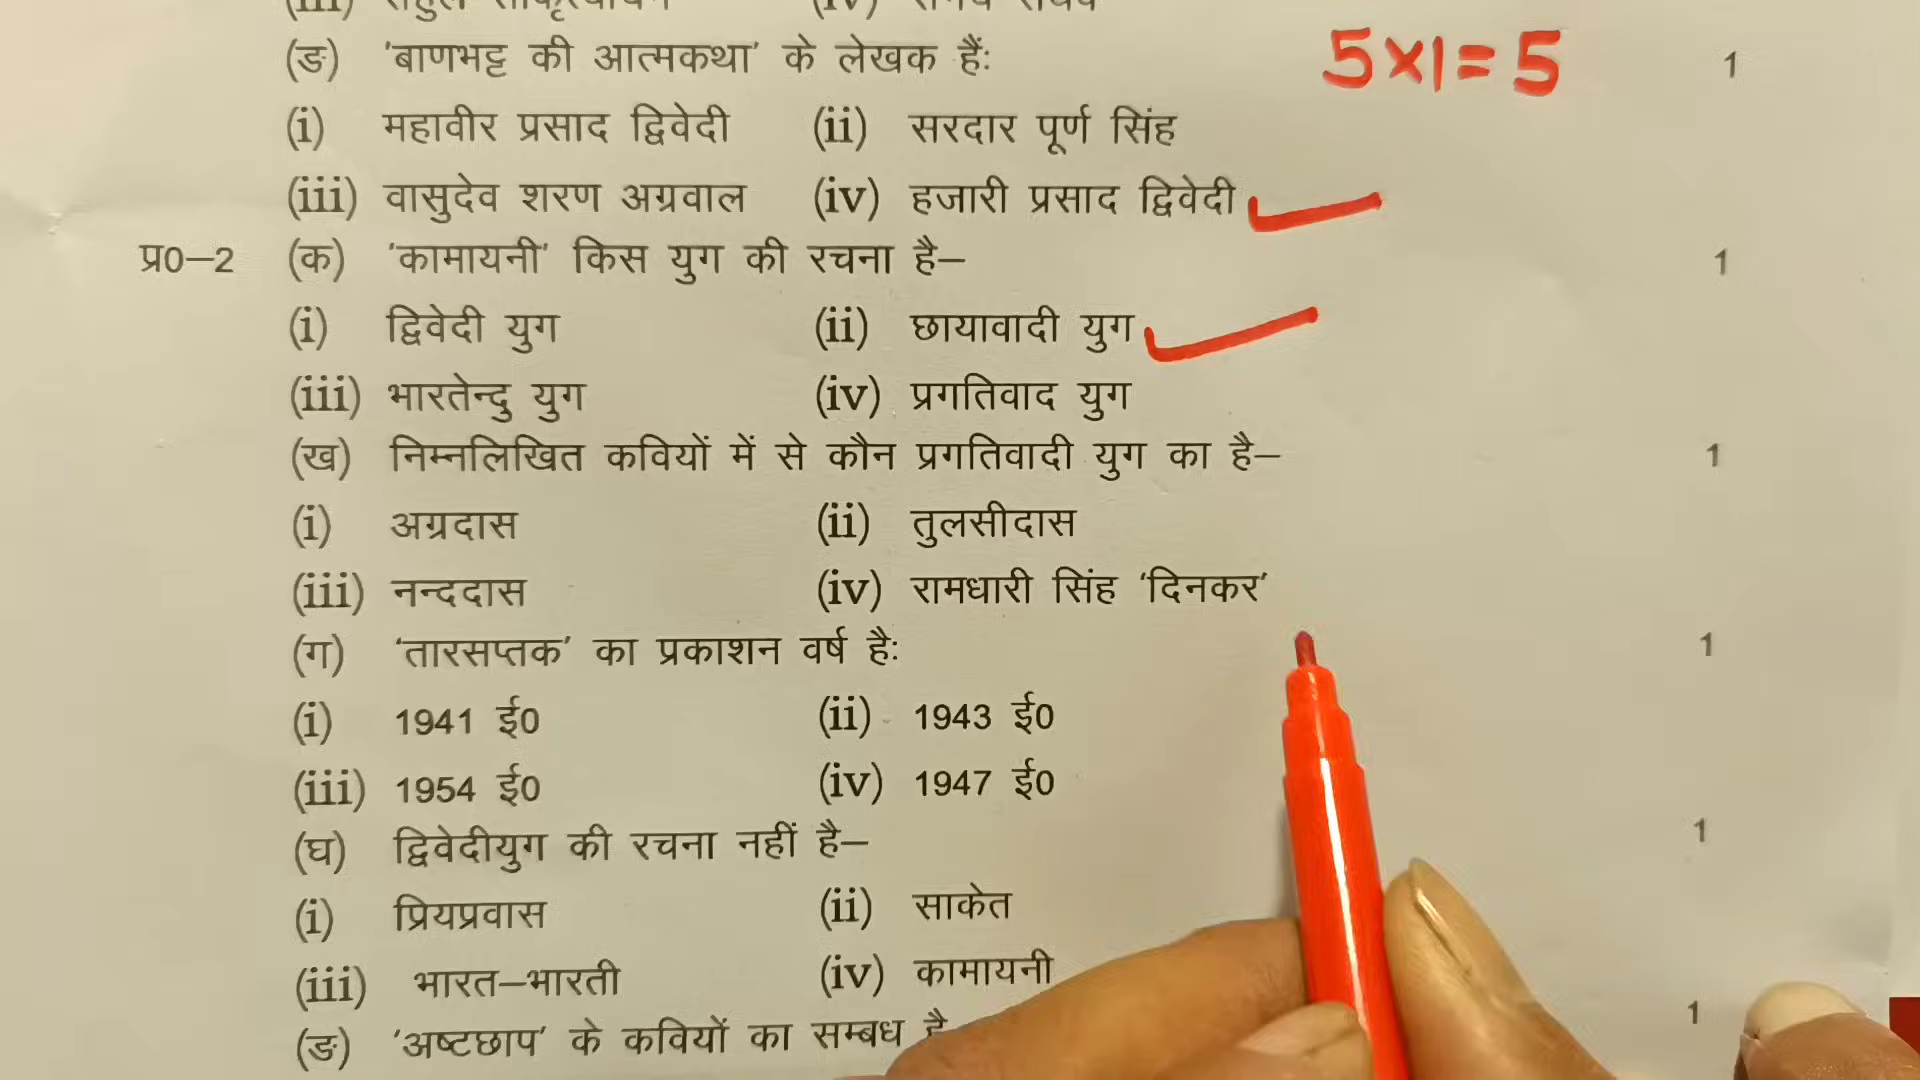 (ङ) 'बाणभट्ट की आत्मकथा' के लेखक हैं: 5×1=5 1
(i) महावीर प्रसाद द्विवेदी (ii) सरदार पूर्ण सिंह
(iii) वासुदेव शरण अग्रवाल (iv) हजारी प्रसाद द्विवेदी
प्र0–2 (क) 'कामायनी' किस युग की रचना है– 1
(i) द्विवेदी युग (ii) छायावादी युग
(iii) भारतेन्दु युग (iv) प्रगतिवाद युग
(ख) निम्नलिखित कवियों में से कौन प्रगतिवादी युग का है– 1
(i) अग्रदास (ii) तुलसीदास
(iii) नन्ददास (iv) रामधारी सिंह 'दिनकर'
(ग) 'तारसप्तक' का प्रकाशन वर्ष है: 1
(i) 1941 ई0 (ii) 1943 ई0
(iii) 1954 ई0 (iv) 1947 ई0
(घ) द्विवेदीयुग की रचना नहीं है– 1
(i) प्रियप्रवास (ii) साकेत
(iii) भारत–भारती (iv) कामायनी
(ङ) 'अष्टछाप' के कवियों का सम्बध है 1